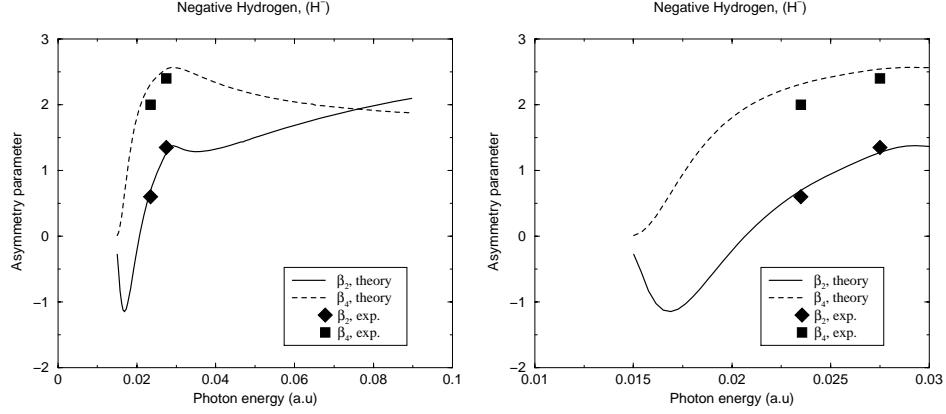 Negative Hydrogen, (H⁻)
Asymmetry parameter
3
2
1
0
−1
−2
β₂, theory
β₄, theory
β₂, exp.
β₄, exp.
0
0.02
0.04
0.06
0.08
0.1
Photon energy (a.u)
Negative Hydrogen, (H⁻)
Asymmetry parameter
3
2
1
0
−1
−2
β₂, theory
β₄, theory
β₂, exp.
β₄, exp.
0.01
0.015
0.02
0.025
0.03
Photon energy (a.u)